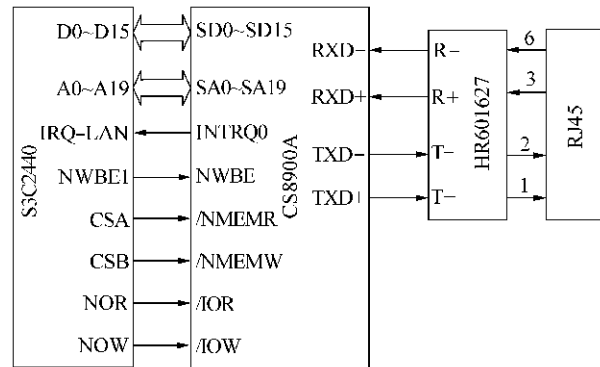 D0~D15 SD0~SD15
A0~A19 SA0~SA19
IRQ-LAN INTRQ0
NWBE1 NWBE
CSA /NMEMR
CSB /NMEMW
NOR /IOR
NOW /IOW
S3C2440
CS8900A
RXD- R- 6
RXD+ R+ 3
TXD- T- 2
TXD+ T- 1
HR601627
RJ45